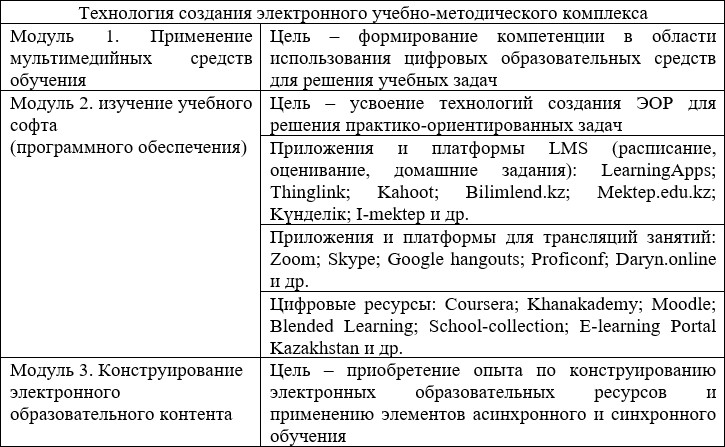 Технология создания электронного учебно-методического комплекса
Модуль 1. Применение
мультимедийных средств
обучения
Цель – формирование компетенции в области
использования цифровых образовательных средств
для решения учебных задач
Модуль 2. изучение учебного
софта
(программного обеспечения)
Цель – усвоение технологий создания ЭОР для
решения практико-ориентированных задач
Приложения и платформы LMS (расписание,
оценивание, домашние задания): LearningApps;
Thinglink; Kahoot; Bilimlend.kz; Mektep.edu.kz;
Күнделік; I-мектер и др.
Приложения и платформы для трансляций занятий:
Zoom; Skype; Google hangouts; Proficonf; Daryn.online
и др.
Цифровые ресурсы: Coursera; Khanakademy; Moodle;
Blended Learning; School-collection; E-learning Portal
Kazakhstan и др.
Модуль 3. Конструирование
электронного
образовательного контента
Цель – приобретение опыта по конструированию
электронных образовательных ресурсов и
применению элементов асинхронного и синхронного
обучения